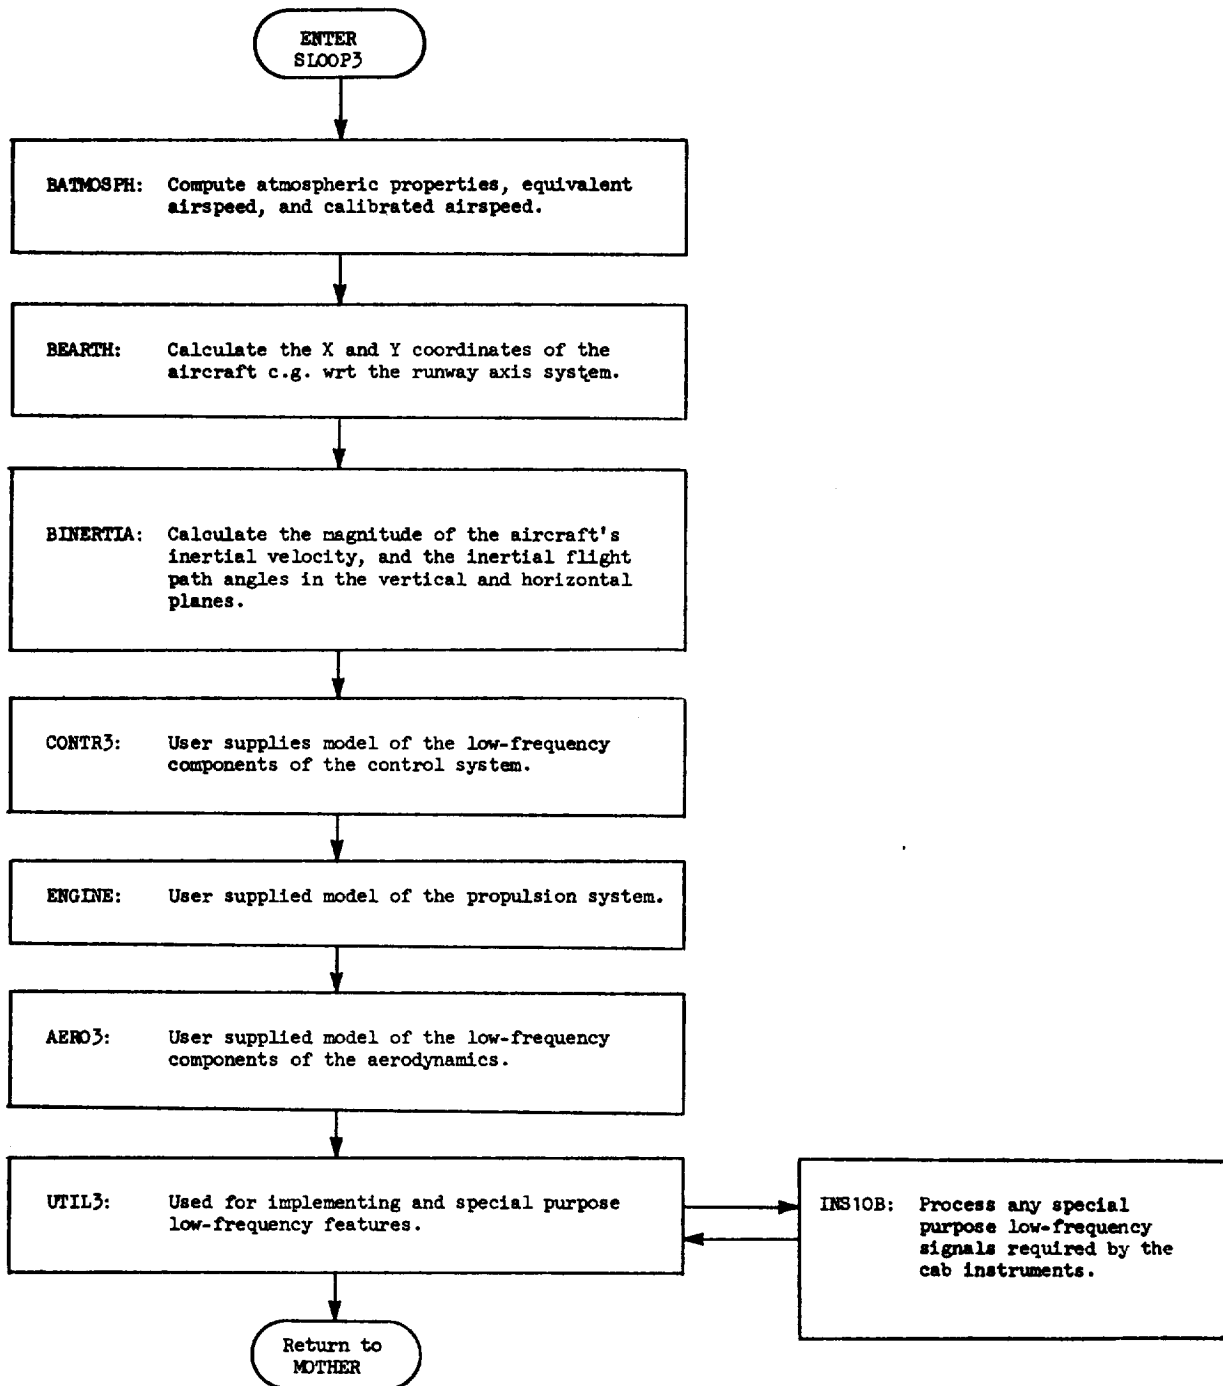 ENTER
SLOOP3
BATMOSPH: Compute atmospheric properties, equivalent
airspeed, and calibrated airspeed.
BEARTH: Calculate the X and Y coordinates of the
aircraft c.g. wrt the runway axis system.
BINERTIA: Calculate the magnitude of the aircraft's
inertial velocity, and the inertial flight
path angles in the vertical and horizontal
planes.
CONTR3: User supplies model of the low-frequency
components of the control system.
ENGINE: User supplied model of the propulsion system.
AERO3: User supplied model of the low-frequency
components of the aerodynamics.
UTIL3: Used for implementing and special purpose
low-frequency features.
INS10B: Process any special
purpose low-frequency
signals required by the
cab instruments.
Return to
MOTHER